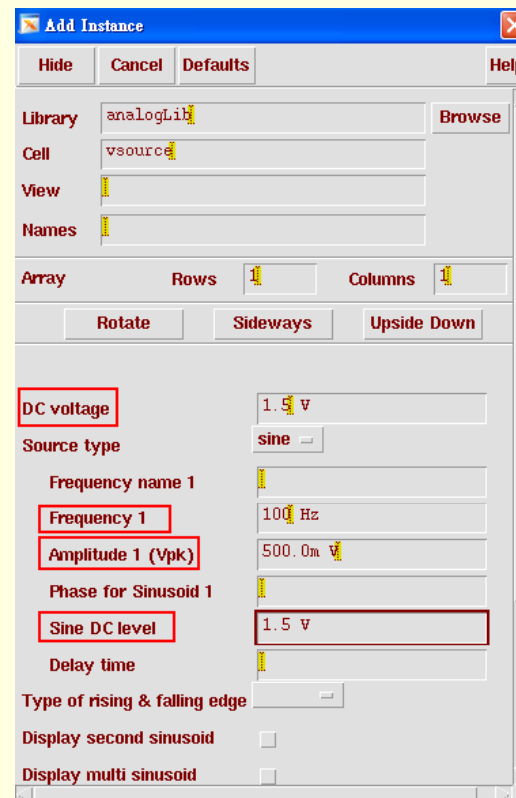 Add Instance
Hide Cancel Defaults Help
Library analogLib Browse
Cell vsource
View
Names
Array Rows 1 Columns 1
Rotate Sideways Upside Down
DC voltage 1.5 V
Source type sine
Frequency name 1
Frequency 1 100 Hz
Amplitude 1 (Vpk) 500.0m V
Phase for Sinusoid 1
Sine DC level 1.5 V
Delay time
Type of rising & falling edge
Display second sinusoid
Display multi sinusoid